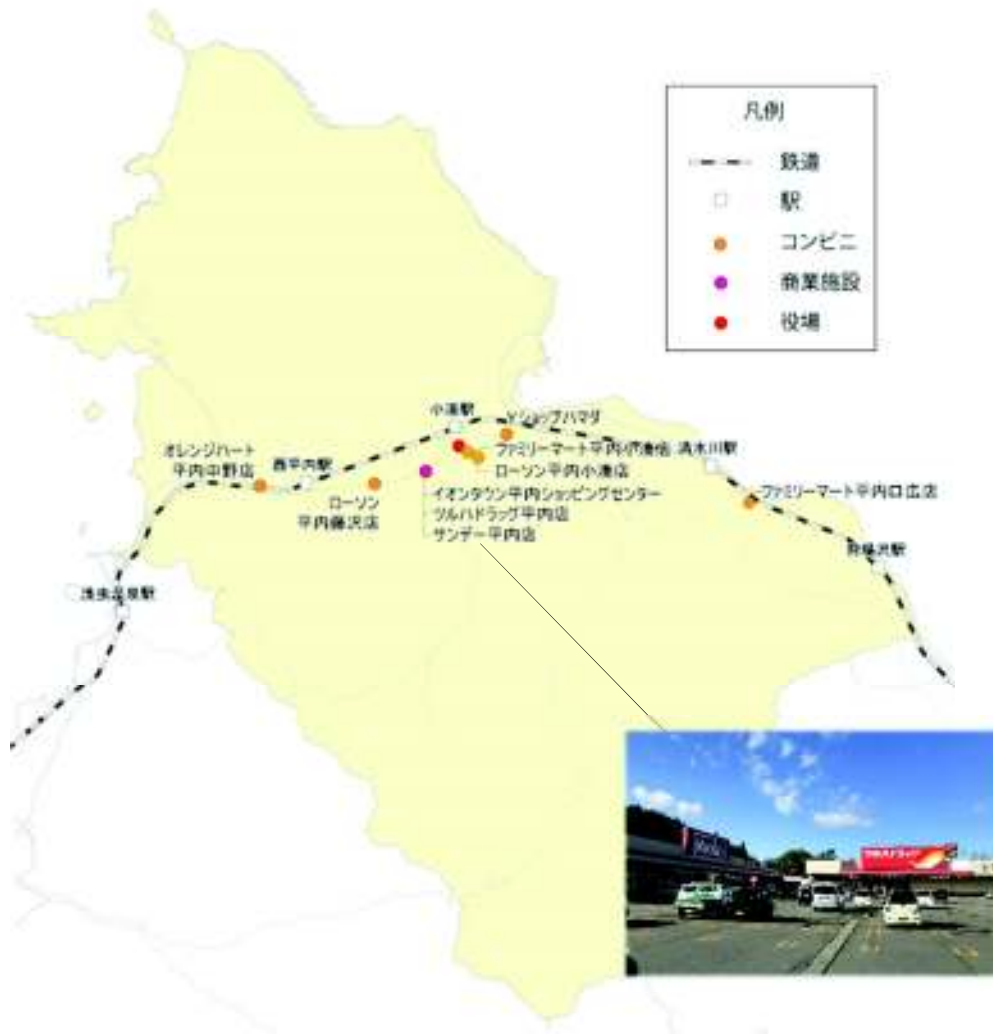 凡例
鉄道
駅
コンビニ
商業施設
役場
小湊駅
Yショップハマダ
オレンジハート
平内中野店
西平内駅
ファミリーマート平内小湊
清水川駅
ローソン平内小湊店
ローソン
平内藤沢店
イオンタウン平内ショッピングセンター
ツルハドラッグ平内店
サンデー平内店
ファミリーマート平内口広店
狩場沢駅
浅虫温泉駅